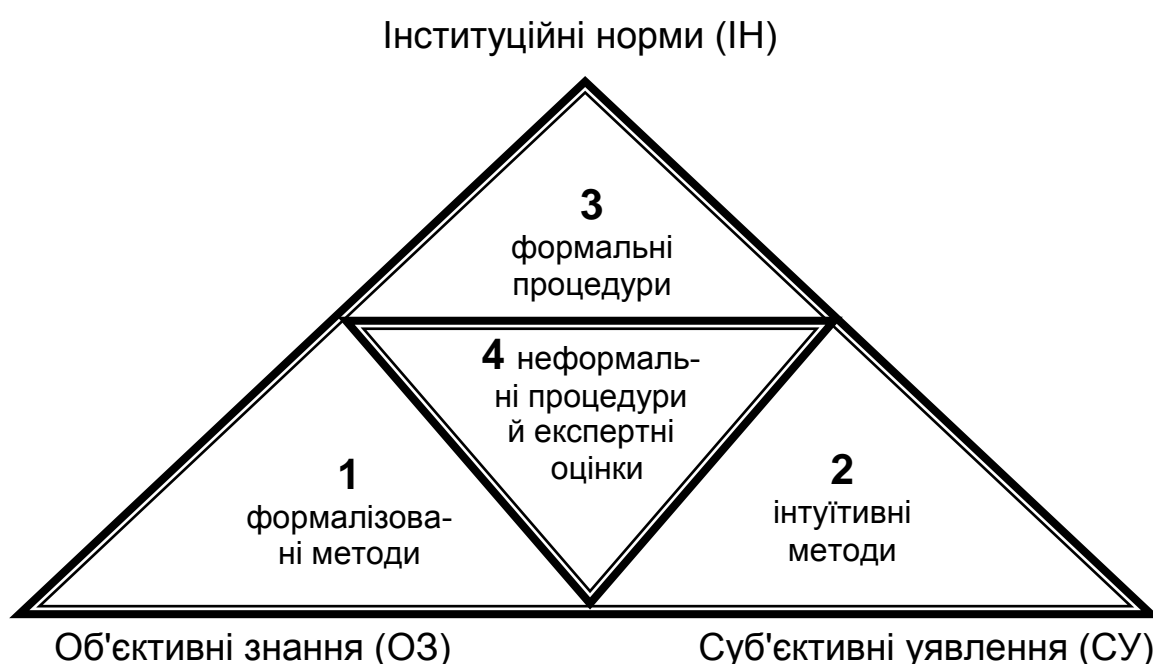 Інституційні норми (ІН)
3
формальні
процедури
4 неформаль-
ні процедури
й експертні
оцінки
1
формалізова-
ні методи
2
інтуїтивні
методи
Об'єктивні знання (ОЗ)
Суб'єктивні уявлення (СУ)